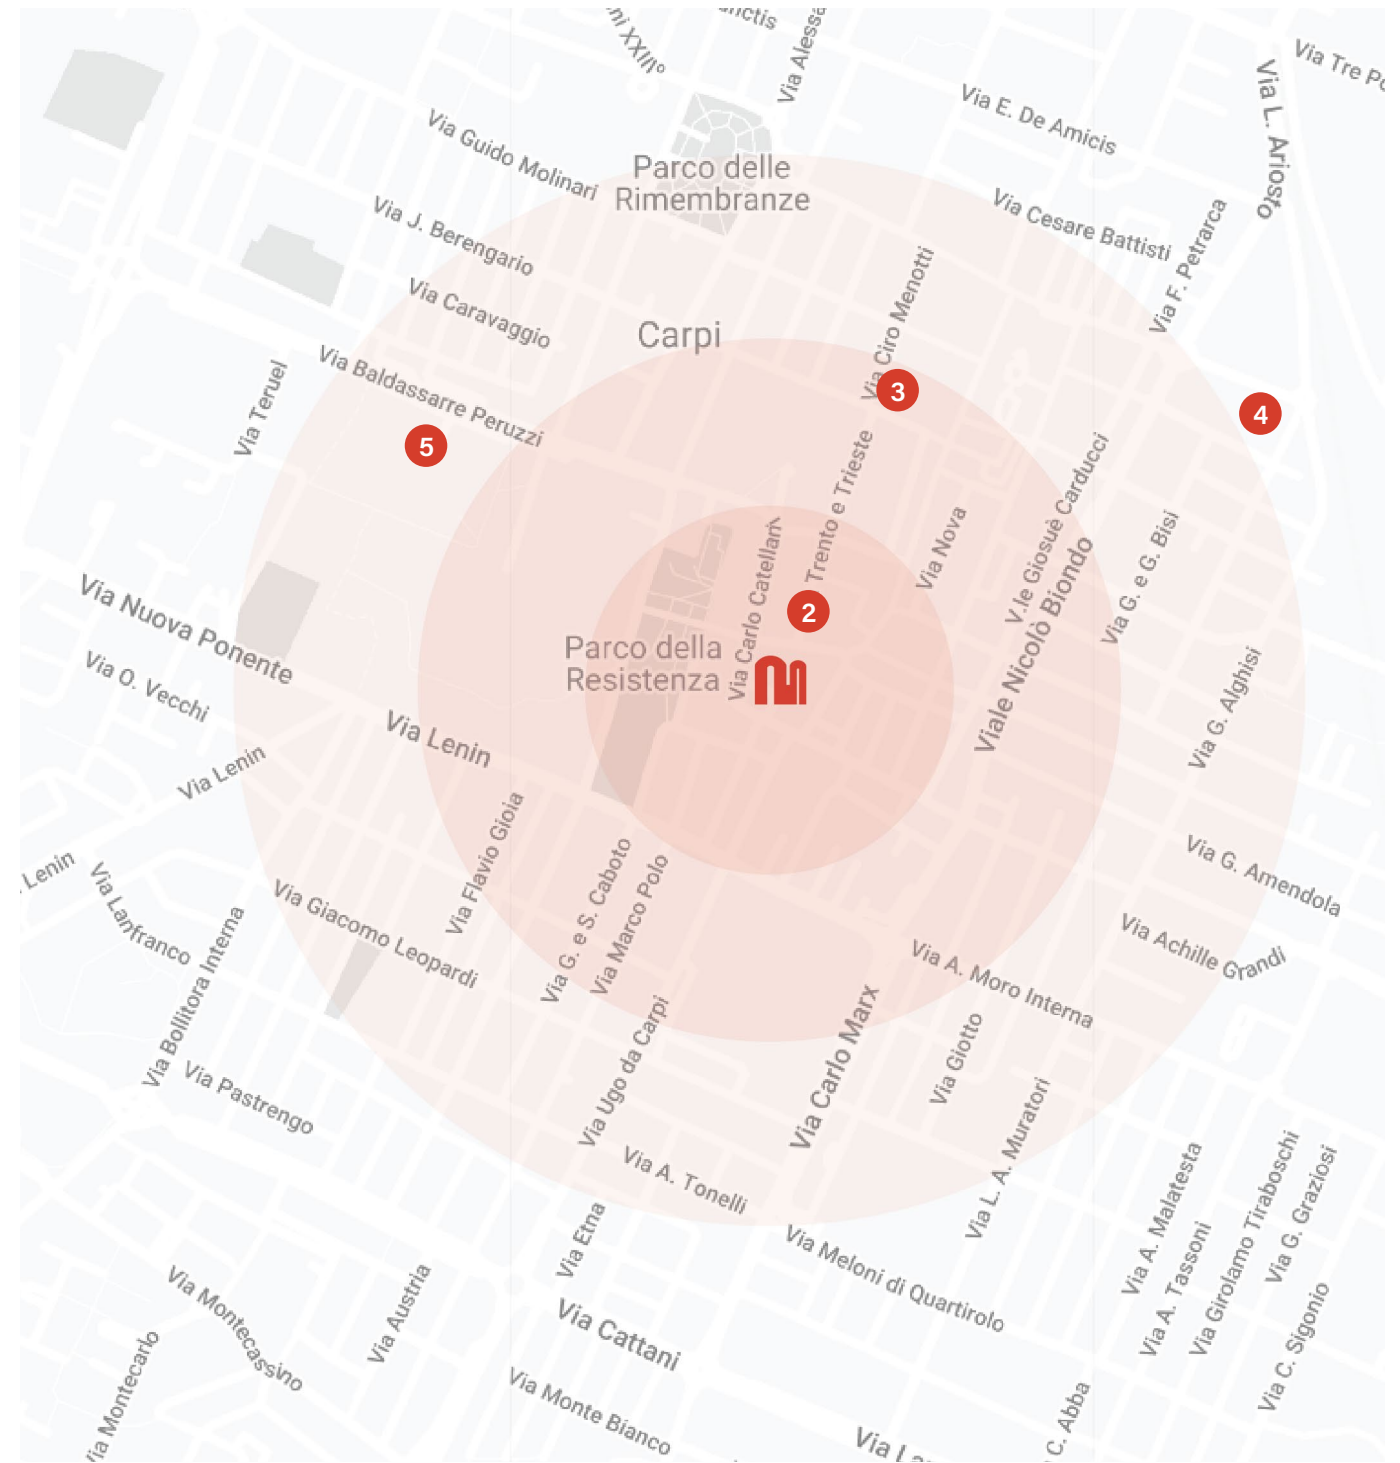 Via Tre Po
Via L. Ariosto
Via E. De Amicis
Via Guido Molinari
Parco delle
Rimembranze
Via Cesare Battisti
Via F. Petrarca
Via J. Berengario
Via Caravaggio
Via Ciro Menotti
Carpi
Via Baldassarre Peruzzi
Via Teruel
3
4
5
Trento e Trieste
V.le Giosuè Carducci
Via Nova
Via G. e G. Bisi
Viale Nicolò Biondo
Via Carlo Catellani
2
Via Nuova Ponente
Parco della
Resistenza
Via O. Vecchi
Via G. Alghisi
Via Lenin
Via Lenin
Via Flavio Gioia
Via G. e S. Caboto
Via Marco Polo
Via G. Amendola
Lenin
Via Lanfranco
Via Giacomo Leopardi
Via Bollitora Interna
Via Achille Grandi
Via A. Moro Interna
Via Carlo Marx
Via Ugo da Carpi
Via Giotto
Via Pastrengo
Via L. A. Muratori
Via A. Tonelli
Via A. Malatesta
Via Girolamo Tiraboschi
Via G. Graziosi
Via Etna
Via A. Tassoni
Via Meloni di Quartirolo
Via Montecassino
Via Austria
Via Cattani
Via C. Sigonio
Via Montecarlo
Via Monte Bianco
C. Abba